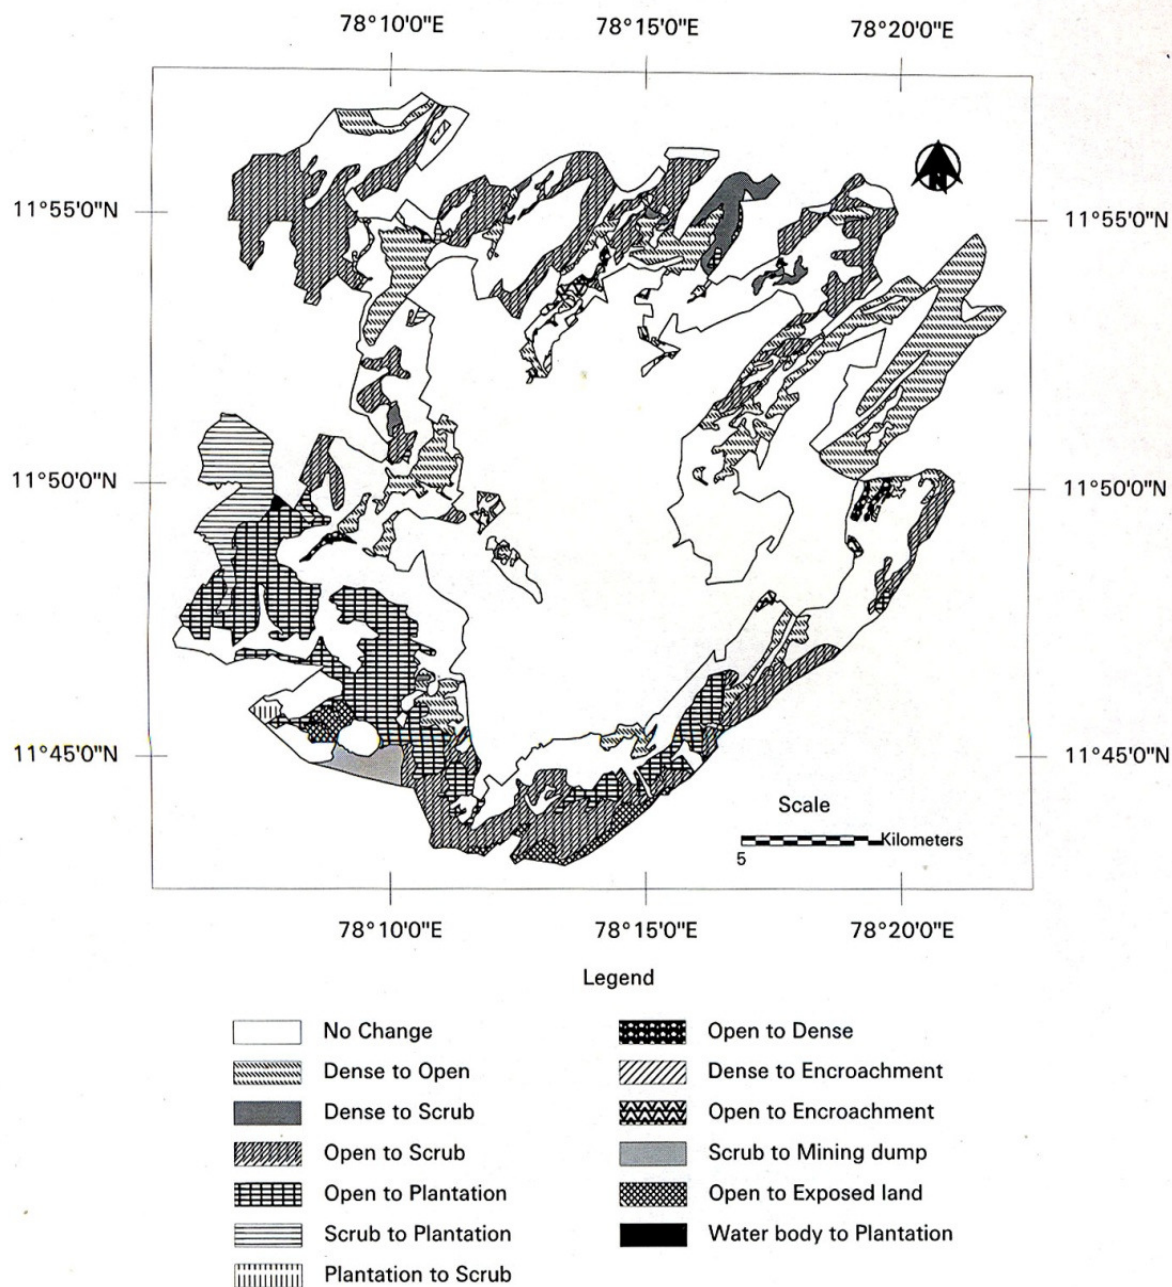 78°10'0"E 78°15'0"E 78°20'0"E
11°55'0"N 11°55'0"N
11°50'0"N 11°50'0"N
11°45'0"N 11°45'0"N
Scale
Kilometers
5
78°10'0"E 78°15'0"E 78°20'0"E
Legend
No Change
Dense to Open
Dense to Scrub
Open to Scrub
Open to Plantation
Scrub to Plantation
Plantation to Scrub
Open to Dense
Dense to Encroachment
Open to Encroachment
Scrub to Mining dump
Open to Exposed land
Water body to Plantation